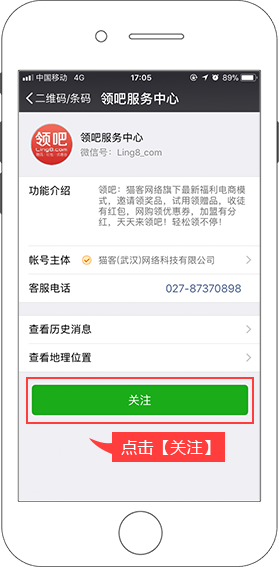 中国移动 4G 17:05 89%
二维码/条码 领吧服务中心
领吧
Ling8.com
领吧服务中心
微信号：Ling8_com
功能介绍
领吧：猫客网络旗下最新福利电商模
式，邀请领奖品，试用领赠品，收徒
有红包，网购领优惠券，加盟有分
红，天天来领吧！轻松领不停！
帐号主体 猫客(武汉)网络科技有限公司
客服电话 027-87370898
查看历史消息
查看地理位置
关注
点击【关注】